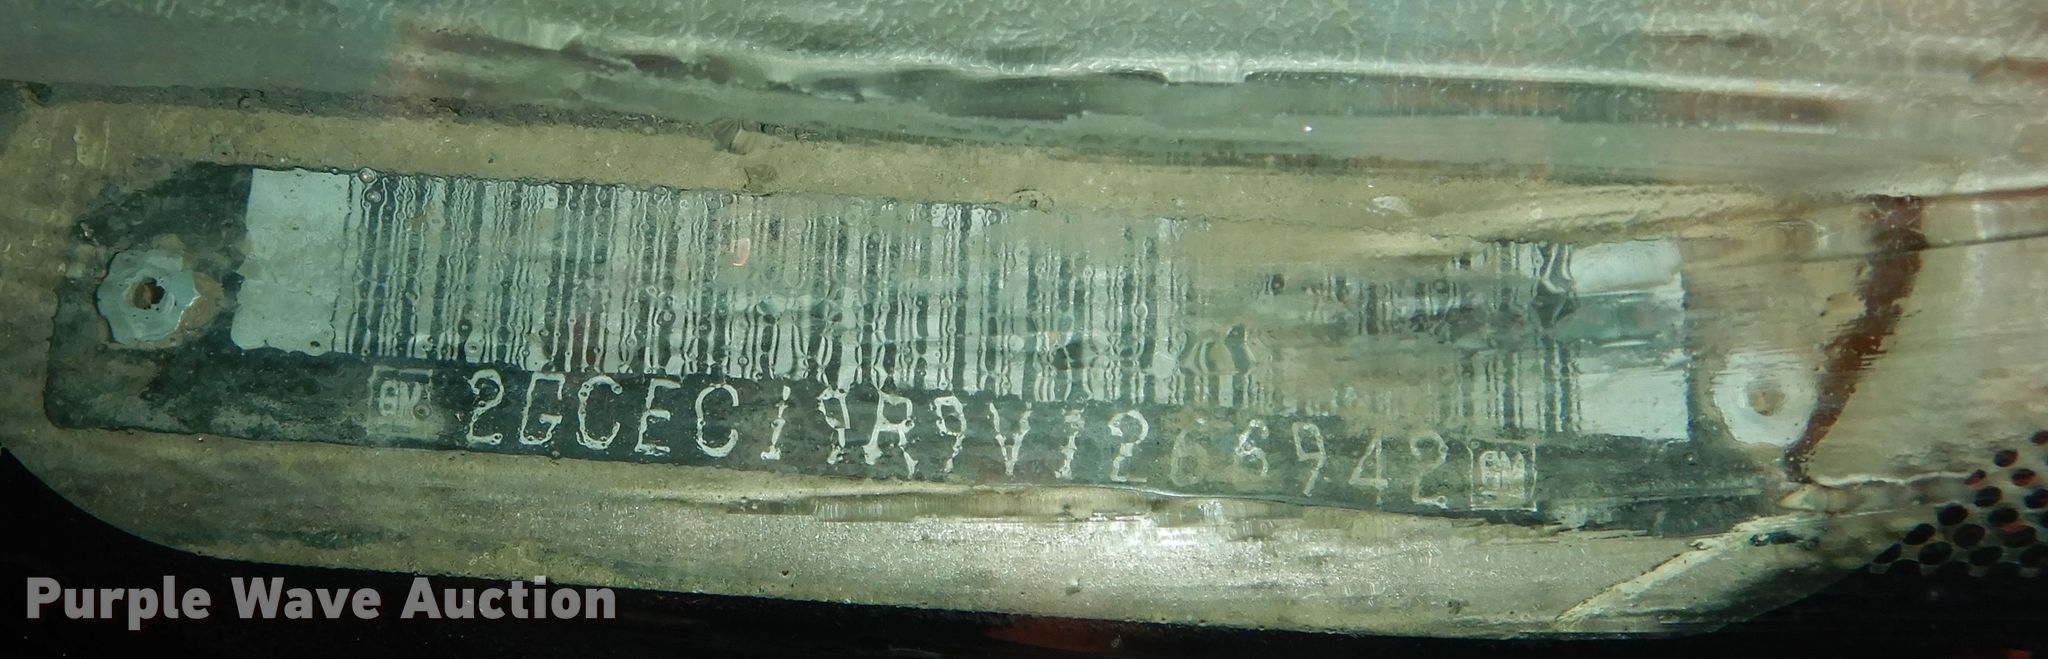 GM 2GCEC19R9V1266942 GM
Purple Wave Auction